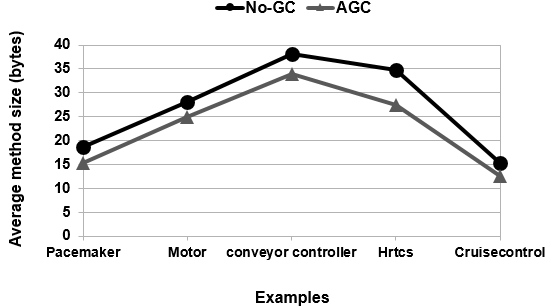 No-GC AGC
Average method size (bytes)
40
35
30
25
20
15
10
5
0
Pacemaker Motor conveyor controller Hrtcs Cruisecontrol
Examples